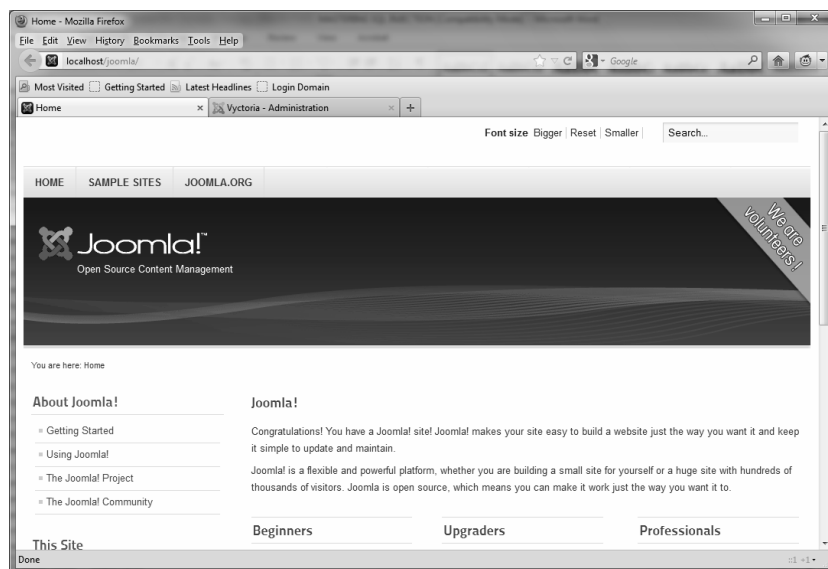 Home - Mozilla Firefox
File Edit View History Bookmarks Tools Help
localhost/joomla/
Google
Most Visited Getting Started Latest Headlines Login Domain
Home
Vyctoria - Administration
Font size Bigger Reset Smaller
Search...
HOME SAMPLE SITES JOOMLA.ORG
Joomla!™
Open Source Content Management
We are
volunteers!
You are here: Home
About Joomla!
Getting Started
Using Joomla!
The Joomla! Project
The Joomla! Community
This Site
Joomla!
Congratulations! You have a Joomla! site! Joomla! makes your site easy to build a website just the way you want it and keep
it simple to update and maintain.
Joomla! is a flexible and powerful platform, whether you are building a small site for yourself or a huge site with hundreds of
thousands of visitors. Joomla is open source, which means you can make it work just the way you want it to.
Beginners
Upgraders
Professionals
Done